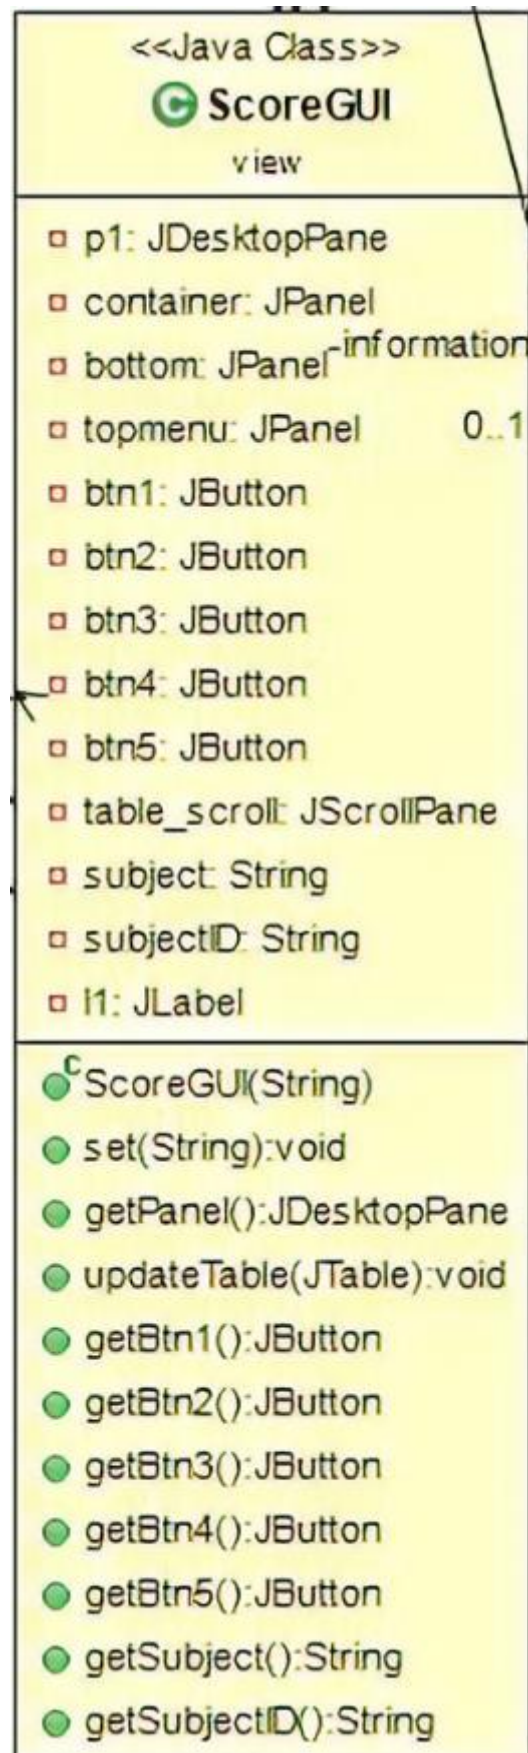 <<Java Class>>
ScoreGUI
view
p1: JDesktopPane
container: JPanel
-information
bottom: JPanel
topmenu: JPanel
0..1
btn1: JButton
btn2: JButton
btn3: JButton
btn4: JButton
btn5: JButton
table_scroll: JScrollPane
subject: String
subjectID: String
l1: JLabel
ScoreGUI(String)
set(String):void
getPanel():JDesktopPane
updateTable(JTable):void
getBtn1():JButton
getBtn2():JButton
getBtn3():JButton
getBtn4():JButton
getBtn5():JButton
getSubject():String
getSubjectID():String